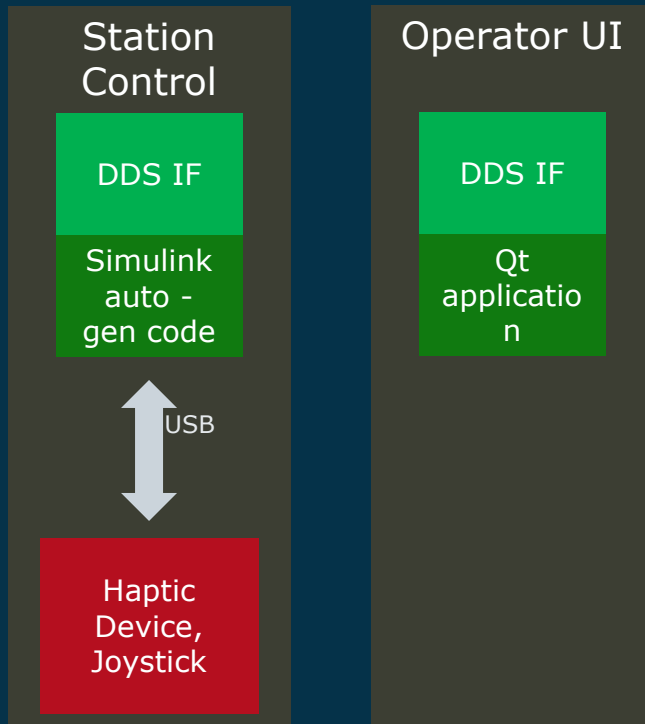 Station
Control
DDS IF
Simulink
auto -
gen code
USB
Haptic
Device,
Joystick
Operator UI
DDS IF
Qt
applicatio
n